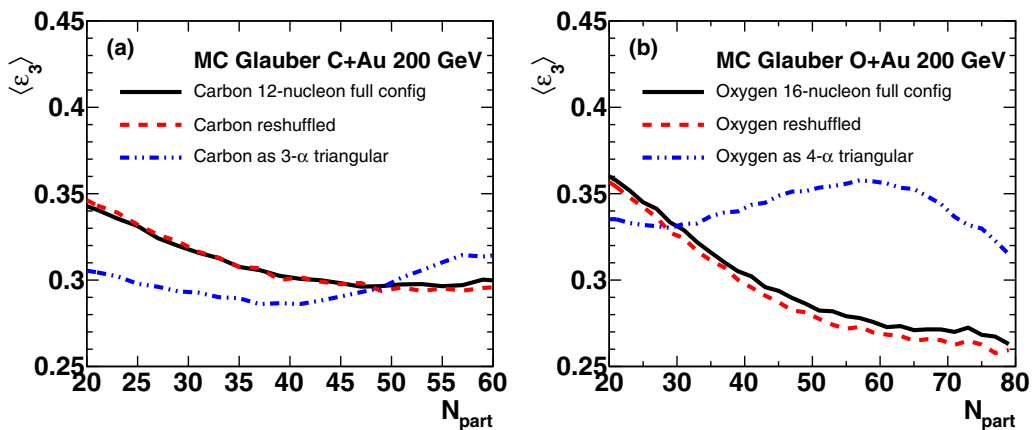 (a)
MC Glauber C+Au 200 GeV
Carbon 12-nucleon full config
Carbon reshuffled
Carbon as 3-α triangular
⟨ε3⟩
0.45
0.4
0.35
0.3
0.25
20 25 30 35 40 45 50 55 60
Npart
(b)
MC Glauber O+Au 200 GeV
Oxygen 16-nucleon full config
Oxygen reshuffled
Oxygen as 4-α triangular
⟨ε3⟩
0.45
0.4
0.35
0.3
0.25
20 30 40 50 60 70 80
Npart